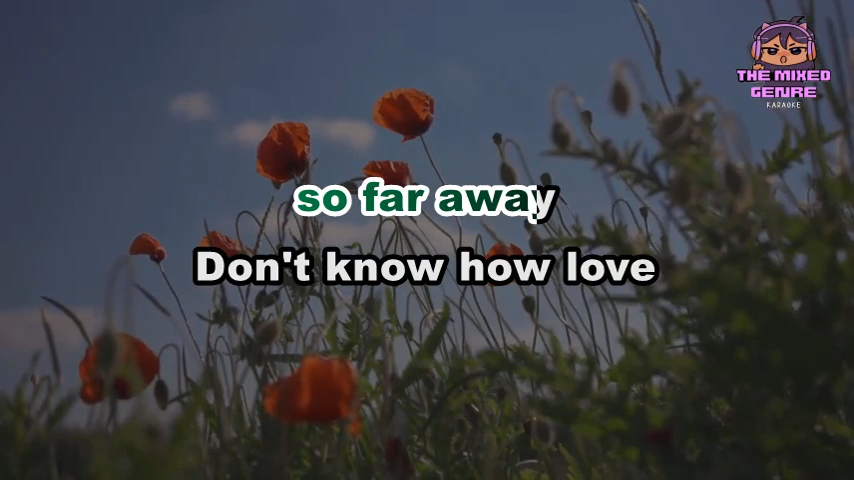 THE MIXED
GENRE
KARAOKE
so far away
Don't know how love